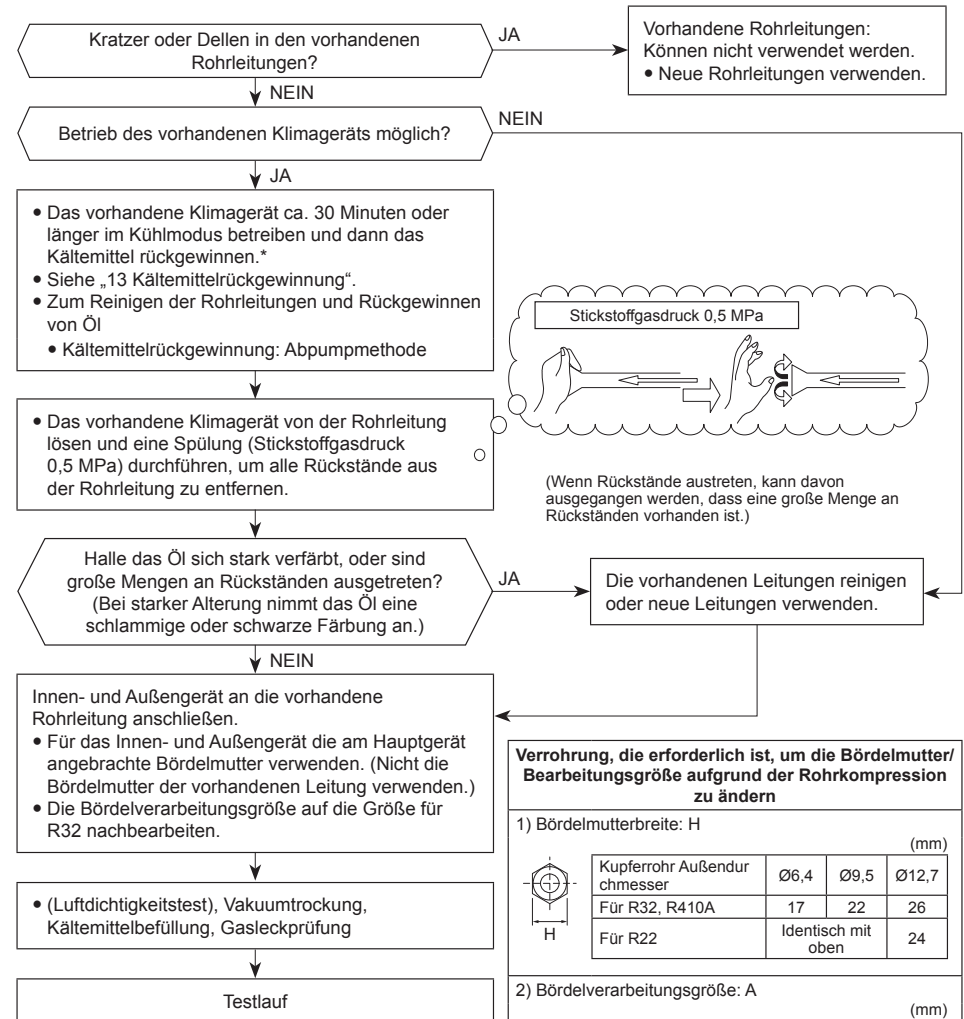 Kratzer oder Dellen in den vorhandenen
Rohrleitungen?
JA
Vorhandene Rohrleitungen:
Können nicht verwendet werden.
• Neue Rohrleitungen verwenden.
NEIN
Betrieb des vorhandenen Klimageräts möglich?
NEIN
JA
• Das vorhandene Klimagerät ca. 30 Minuten oder
länger im Kühlmodus betreiben und dann das
Kältemittel rückgewinnen.*
• Siehe „13 Kältemittelrückgewinnung“.
• Zum Reinigen der Rohrleitungen und Rückgewinnen
von Öl
• Kältemittelrückgewinnung: Abpumpmethode
Stickstoffgasdruck 0,5 MPa
• Das vorhandene Klimagerät von der Rohrleitung
lösen und eine Spülung (Stickstoffgasdruck
0,5 MPa) durchführen, um alle Rückstände aus
der Rohrleitung zu entfernen.
(Wenn Rückstände austreten, kann davon
ausgegangen werden, dass eine große Menge an
Rückständen vorhanden ist.)
Halle das Öl sich stark verfärbt, oder sind
große Mengen an Rückständen ausgetreten?
(Bei starker Alterung nimmt das Öl eine
schlammige oder schwarze Färbung an.)
JA
Die vorhandenen Leitungen reinigen
oder neue Leitungen verwenden.
NEIN
Innen- und Außengerät an die vorhandene
Rohrleitung anschließen.
• Für das Innen- und Außengerät die am Hauptgerät
angebrachte Bördelmutter verwenden. (Nicht die
Bördelmutter der vorhandenen Leitung verwenden.)
• Die Bördelverarbeitungsgröße auf die Größe für
R32 nachbearbeiten.
• (Luftdichtigkeitstest), Vakuumtrockung,
Kältemittelbefüllung, Gasleckprüfung
Testlauf
Verrohrung, die erforderlich ist, um die Bördelmutter/
Bearbeitungsgröße aufgrund der Rohrkompression
zu ändern
1) Bördelmutterbreite: H
(mm)
H
Kupferrohr Außendur
chmesser
Ø6,4 Ø9,5 Ø12,7
Für R32, R410A 17 22 26
Für R22 Identisch mit
oben 24
2) Bördelverarbeitungsgröße: A
(mm)